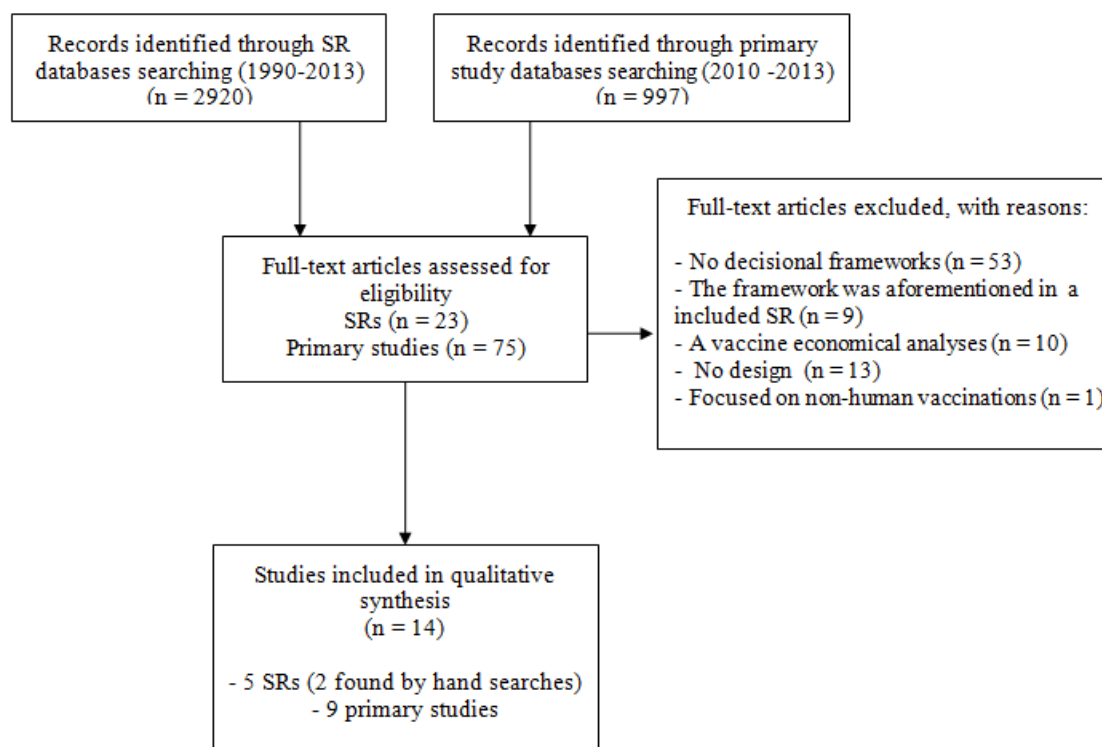 Records identified through SR
databases searching (1990-2013)
(n = 2920)
Records identified through primary
study databases searching (2010 -2013)
(n = 997)
Full-text articles assessed for
eligibility
SRs (n = 23)
Primary studies (n = 75)
Full-text articles excluded, with reasons:
- No decisional frameworks (n = 53)
- The framework was aforementioned in a
included SR (n = 9)
- A vaccine economical analyses (n = 10)
- No design (n = 13)
- Focused on non-human vaccinations (n = 1)
Studies included in qualitative
synthesis
(n = 14)
- 5 SRs (2 found by hand searches)
- 9 primary studies